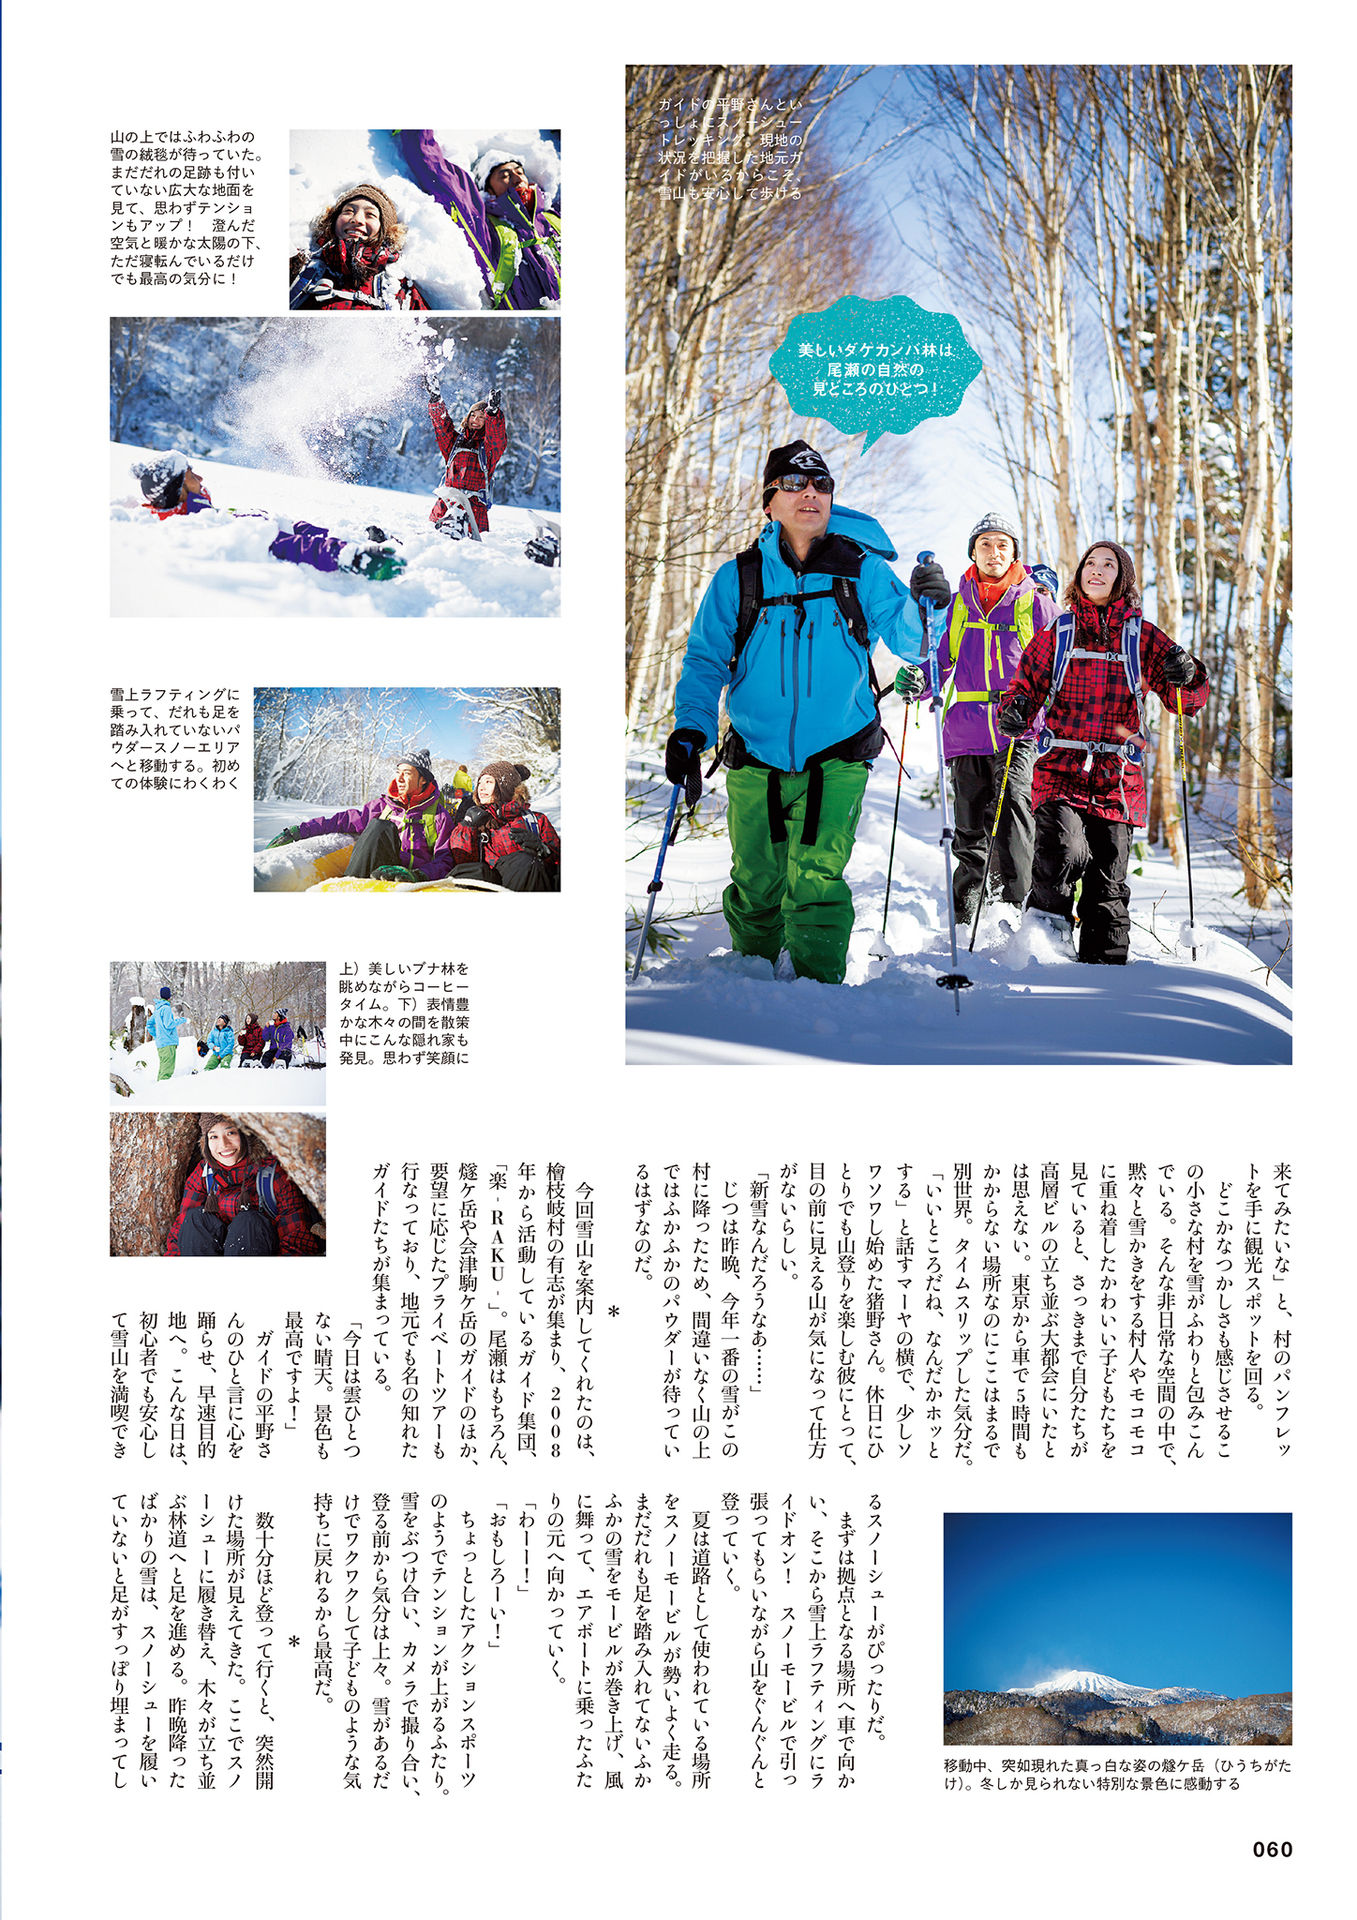 ガイドの平野さんとい
っしょにスノーシュー
トレッキング。現地の
状況を把握した地元ガ
イドがいるからこそ、
雪山も安心して歩ける
美しいダケカンバ林は
尾瀬の自然の
見どころのひとつ！
山の上ではふわふわの
雪の絨毯が待っていた。
まだだれの足跡も付い
ていない広大な地面を
見て、思わずテンショ
ンもアップ！　澄んだ
空気と暖かな太陽の下、
ただ寝転んでいるだけ
でも最高の気分に！
雪上ラフティングに
乗って、だれも足を
踏み入れていないパ
ウダースノーエリア
へと移動する。初め
ての体験にわくわく
上）美しいブナ林を
眺めながらコーヒー
タイム。下）表情豊
かな木々の間を散策
中にこんな隠れ家も
発見。思わず笑顔に
来てみたいな」と、村のパンフレッ
トを手に観光スポットを回る。
どこかなつかしさも感じさせるこ
の小さな村を雪がふわりと包みこん
でいる。そんな非日常な空間の中で、
黙々と雪かきをする村人やモコモコ
に重ね着したかわいい子どもたちを
見ていると、さっきまで自分たちが
高層ビルの立ち並ぶ大都会にいたと
は思えない。東京から車で5時間も
かからない場所なのにここはまるで
別世界。タイムスリップした気分だ。
「いいところだね、なんだかホッと
する」と話すマーヤの横で、少しソ
ワソワし始めた猪野さん。休日にひ
とりでも山登りを楽しむ彼にとって、
目の前に見える山が気になって仕方
がないらしい。
「新雪なんだろうなあ……」
じつは昨晩、今年一番の雪がこの
村に降ったため、間違いなく山の上
ではふかふかのパウダーが待ってい
るはずなのだ。
＊
今回雪山を案内してくれたのは、
檜枝岐村の有志が集まり、2008
年から活動しているガイド集団、
「楽-RAKU-」。尾瀬はもちろん、
燧ケ岳や会津駒ケ岳のガイドのほか、
要望に応じたプライベートツアーも
行なっており、地元でも名の知れた
ガイドたちが集まっている。
「今日は雲ひとつ
ない晴天。景色も
最高ですよ！」
ガイドの平野さ
んのひと言に心を
踊らせ、早速目的
地へ。こんな日は、
初心者でも安心し
て雪山を満喫でき
るスノーシューがぴったりだ。
まずは拠点となる場所へ車で向か
い、そこから雪上ラフティングにラ
イドオン！　スノーモービルで引っ
張ってもらいながら山をぐんぐんと
登っていく。
夏は道路として使われている場所
をスノーモービルが勢いよく走る。
まだだれも足を踏み入れてないふか
ふかの雪をモービルが巻き上げ、風
に舞って、エアボートに乗ったふた
りの元へ向かっていく。
「わーー！」
「おもしろーい！」
ちょっとしたアクションスポーツ
のようでテンションが上がるふたり。
雪をぶつけ合い、カメラで撮り合い、
登る前から気分は上々。雪があるだ
けでワクワクして子どものような気
持ちに戻れるから最高だ。
＊
数十分ほど登って行くと、突然開
けた場所が見えてきた。ここでスノ
ーシューに履き替え、木々が立ち並
ぶ林道へと足を進める。昨晩降った
ばかりの雪は、スノーシューを履い
ていないと足がすっぽり埋まってし
移動中、突如現れた真っ白な姿の燧ケ岳（ひうちがた
け）。冬しか見られない特別な景色に感動する
060